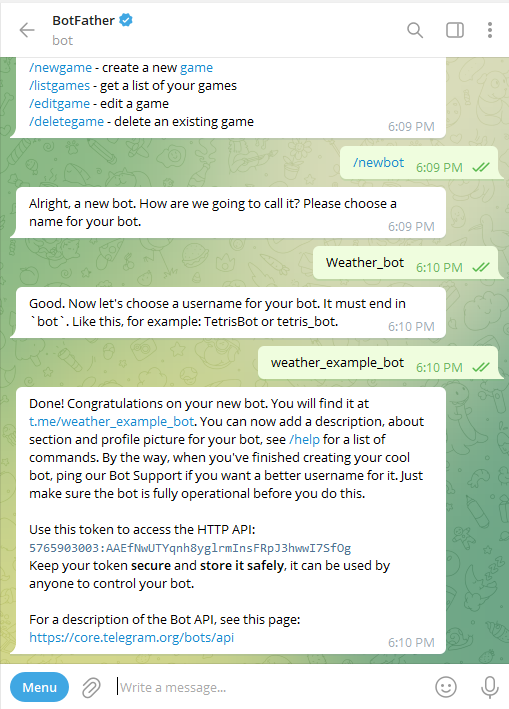 BotFather
bot
/newgame - create a new game
/listgames - get a list of your games
/editgame - edit a game
/deletegame - delete an existing game
6:09 PM
/newbot 6:09 PM
Alright, a new bot. How are we going to call it? Please choose a
name for your bot.
6:09 PM
Weather_bot 6:10 PM
Good. Now let's choose a username for your bot. It must end in
`bot`. Like this, for example: TetrisBot or tetris_bot.
6:10 PM
weather_example_bot 6:10 PM
Done! Congratulations on your new bot. You will find it at
t.me/weather_example_bot. You can now add a description, about
section and profile picture for your bot, see /help for a list of
commands. By the way, when you've finished creating your cool
bot, ping our Bot Support if you want a better username for it. Just
make sure the bot is fully operational before you do this.
Use this token to access the HTTP API:
5765903003:AAEfNwUTYqnh8yglrmInsFRpJ3hwwI7SfOg
Keep your token secure and store it safely, it can be used by
anyone to control your bot.
For a description of the Bot API, see this page:
https://core.telegram.org/bots/api
6:10 PM
Menu
Write a message...